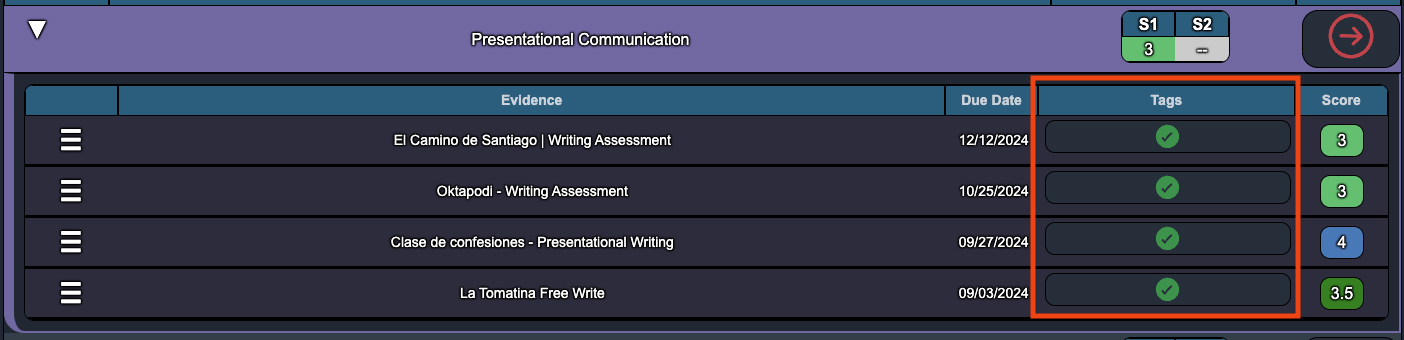 Presentational Communication
S1 S2
3 --
Evidence Due Date Tags Score
El Camino de Santiago | Writing Assessment 12/12/2024 3
Oktapodi - Writing Assessment 10/25/2024 3
Clase de confesiones - Presentational Writing 09/27/2024 4
La Tomatina Free Write 09/03/2024 3.5